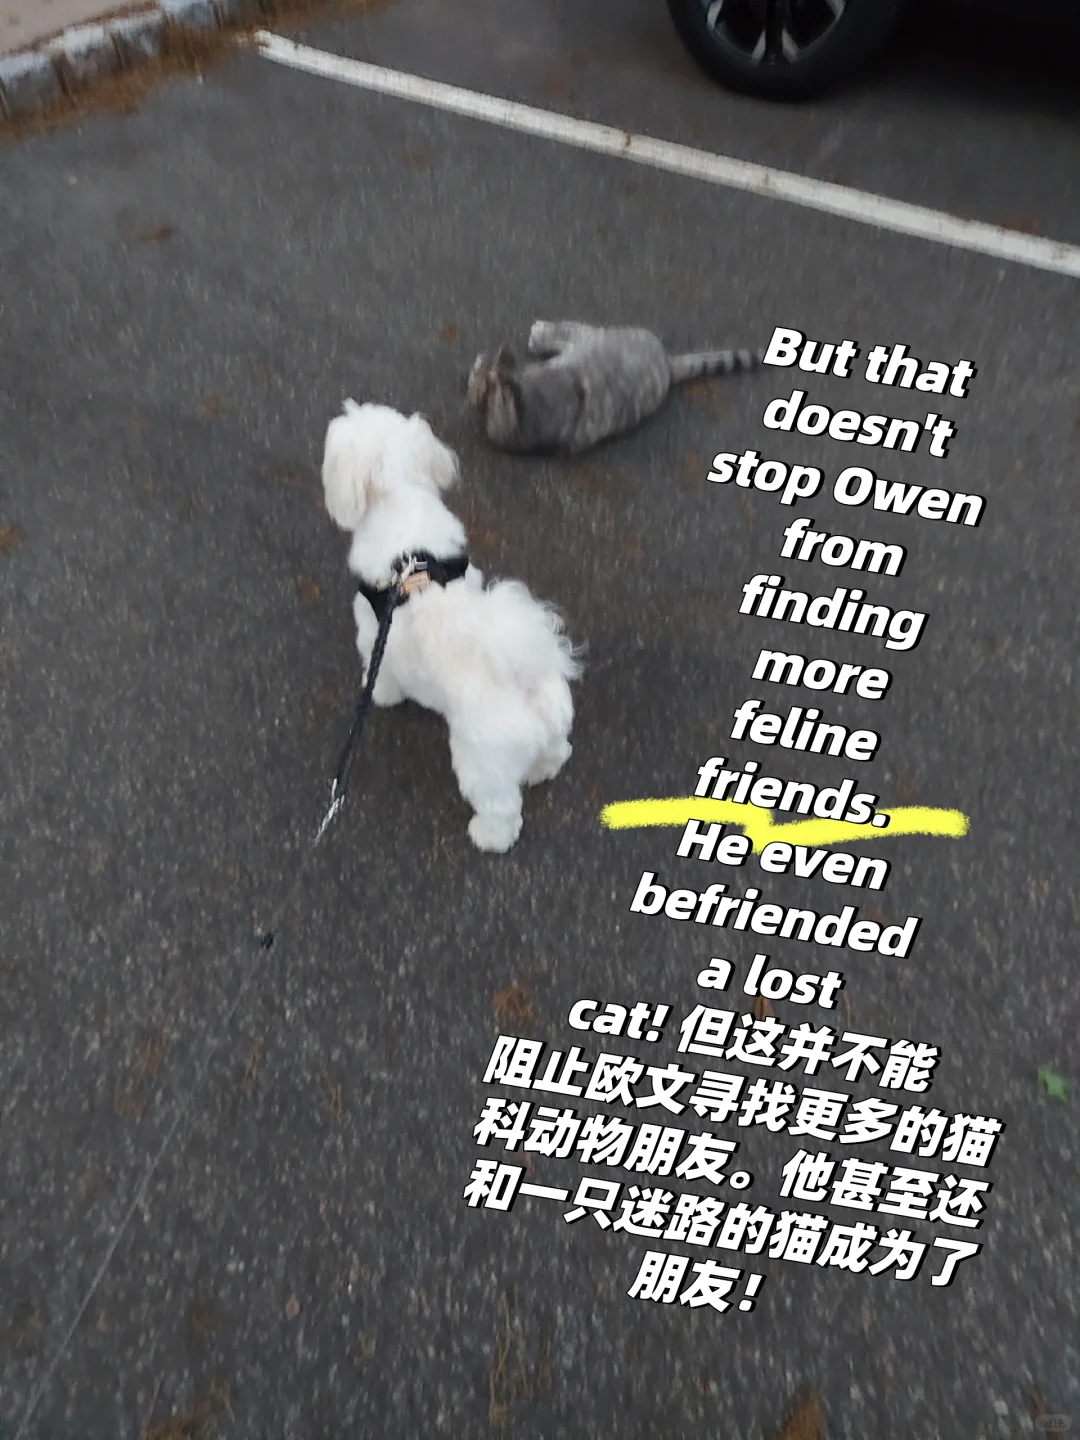 But that
doesn't
stop Owen
from
finding
more
feline
friends.
He even
befriended
a lost
cat! 但这并不能
阻止欧文寻找更多的猫
科动物朋友。他甚至还
和一只迷路的猫成为了
朋友！